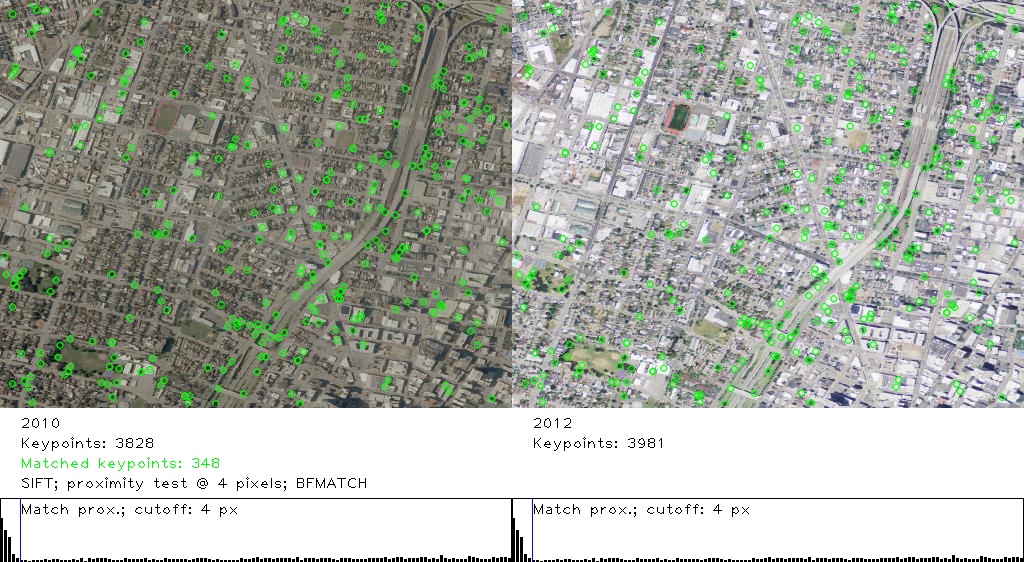 2010
Keypoints: 3828
Matched keypoints: 348
SIFT; proximity test @ 4 pixels; BFMATCH
2012
Keypoints: 3981
Match prox.; cutoff: 4 px
Match prox.; cutoff: 4 px